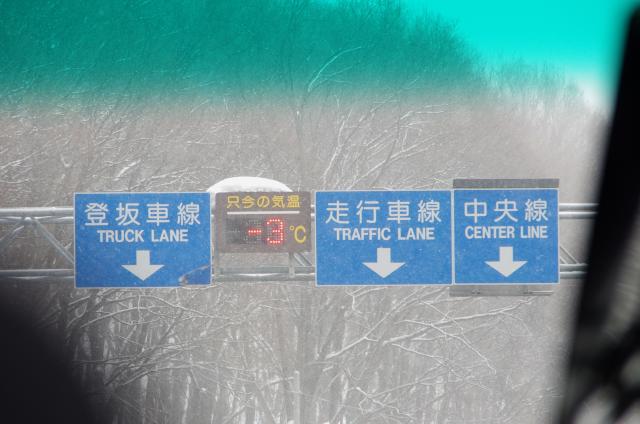 登坂車線
TRUCK LANE
只今の気温
-3℃
走行車線
TRAFFIC LANE
中央線
CENTER LINE